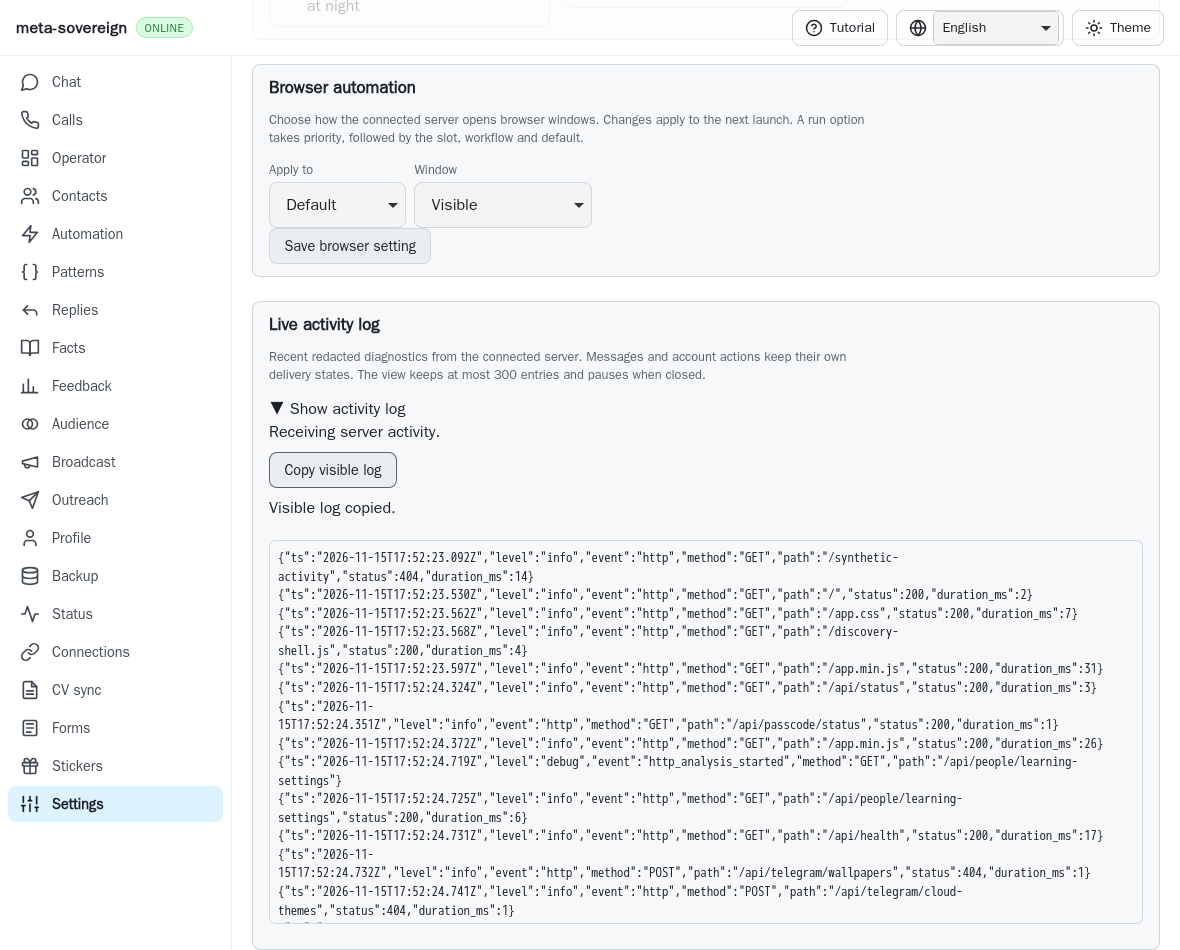 at night
meta-sovereign
ONLINE
Tutorial
English
Theme
Chat
Calls
Operator
Contacts
Automation
Patterns
Replies
Facts
Feedback
Audience
Broadcast
Outreach
Profile
Backup
Status
Connections
CV sync
Forms
Stickers
Settings
Browser automation
Choose how the connected server opens browser windows. Changes apply to the next launch. A run option
takes priority, followed by the slot, workflow and default.
Apply to
Window
Default
Visible
Save browser setting
Live activity log
Recent redacted diagnostics from the connected server. Messages and account actions keep their own
delivery states. The view keeps at most 300 entries and pauses when closed.
▼ Show activity log
Receiving server activity.
Copy visible log
Visible log copied.
{"ts":"2026-11-15T17:52:23.092Z","level":"info","event":"http","method":"GET","path":"/synthetic-
activity","status":404,"duration_ms":14}
{"ts":"2026-11-15T17:52:23.530Z","level":"info","event":"http","method":"GET","path":"/","status":200,"duration_ms":2}
{"ts":"2026-11-15T17:52:23.562Z","level":"info","event":"http","method":"GET","path":"/app.css","status":200,"duration_ms":7}
{"ts":"2026-11-15T17:52:23.568Z","level":"info","event":"http","method":"GET","path":"/discovery-
shell.js","status":200,"duration_ms":4}
{"ts":"2026-11-15T17:52:23.597Z","level":"info","event":"http","method":"GET","path":"/app.min.js","status":200,"duration_ms":31}
{"ts":"2026-11-15T17:52:24.324Z","level":"info","event":"http","method":"GET","path":"/api/status","status":200,"duration_ms":3}
{"ts":"2026-11-
15T17:52:24.351Z","level":"info","event":"http","method":"GET","path":"/api/passcode/status","status":200,"duration_ms":1}
{"ts":"2026-11-15T17:52:24.372Z","level":"info","event":"http","method":"GET","path":"/app.min.js","status":200,"duration_ms":26}
{"ts":"2026-11-15T17:52:24.719Z","level":"debug","event":"http_analysis_started","method":"GET","path":"/api/people/learning-
settings"}
{"ts":"2026-11-15T17:52:24.725Z","level":"info","event":"http","method":"GET","path":"/api/people/learning-
settings","status":200,"duration_ms":6}
{"ts":"2026-11-15T17:52:24.731Z","level":"info","event":"http","method":"GET","path":"/api/health","status":200,"duration_ms":17}
{"ts":"2026-11-
15T17:52:24.732Z","level":"info","event":"http","method":"POST","path":"/api/telegram/wallpapers","status":404,"duration_ms":1}
{"ts":"2026-11-15T17:52:24.741Z","level":"info","event":"http","method":"POST","path":"/api/telegram/cloud-
themes","status":404,"duration_ms":1}